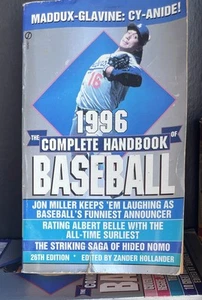 MADDUX-GLAVINE: CY-ANIDE!
16
1996
THE COMPLETE HANDBOOK OF
BASEBALL
JON MILLER KEEPS 'EM LAUGHING AS
BASEBALL'S FUNNIEST ANNOUNCER
RATING ALBERT BELLE WITH THE
ALL-TIME SURLIEST
THE STRIKING SAGA OF HIDEO NOMO
26TH EDITION * EDITED BY ZANDER HOLLANDER